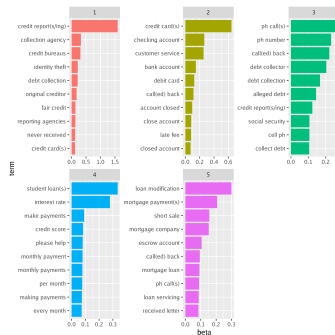 1
credit report(s/ing)
collection agency
credit bureaus
identity theft
debt collection
original creditor
fair credit
reporting agencies
never received
credit card(s)
0.0 0.5 1.0 1.5
2
credit card(s)
checking account
customer service
bank account
debit card
call(ed) back
account closed
close account
late fee
closed account
0.0 0.2 0.4 0.6
3
ph call(s)
ph number
call(ed) back
debt collector
debt collection
alleged debt
credit report(s/ing)
social security
cell ph
collect debt
0.0 0.1 0.2
term
4
student loan(s)
interest rate
make payments
credit score
please help
monthly payment
monthly payments
per month
making payments
every month
0.0 0.1 0.2 0.3
5
loan modification
mortgage payment(s)
short sale
mortgage company
escrow account
call(ed) back
mortgage loan
ph call(s)
loan servicing
received letter
0.0 0.1 0.2 0.3
beta